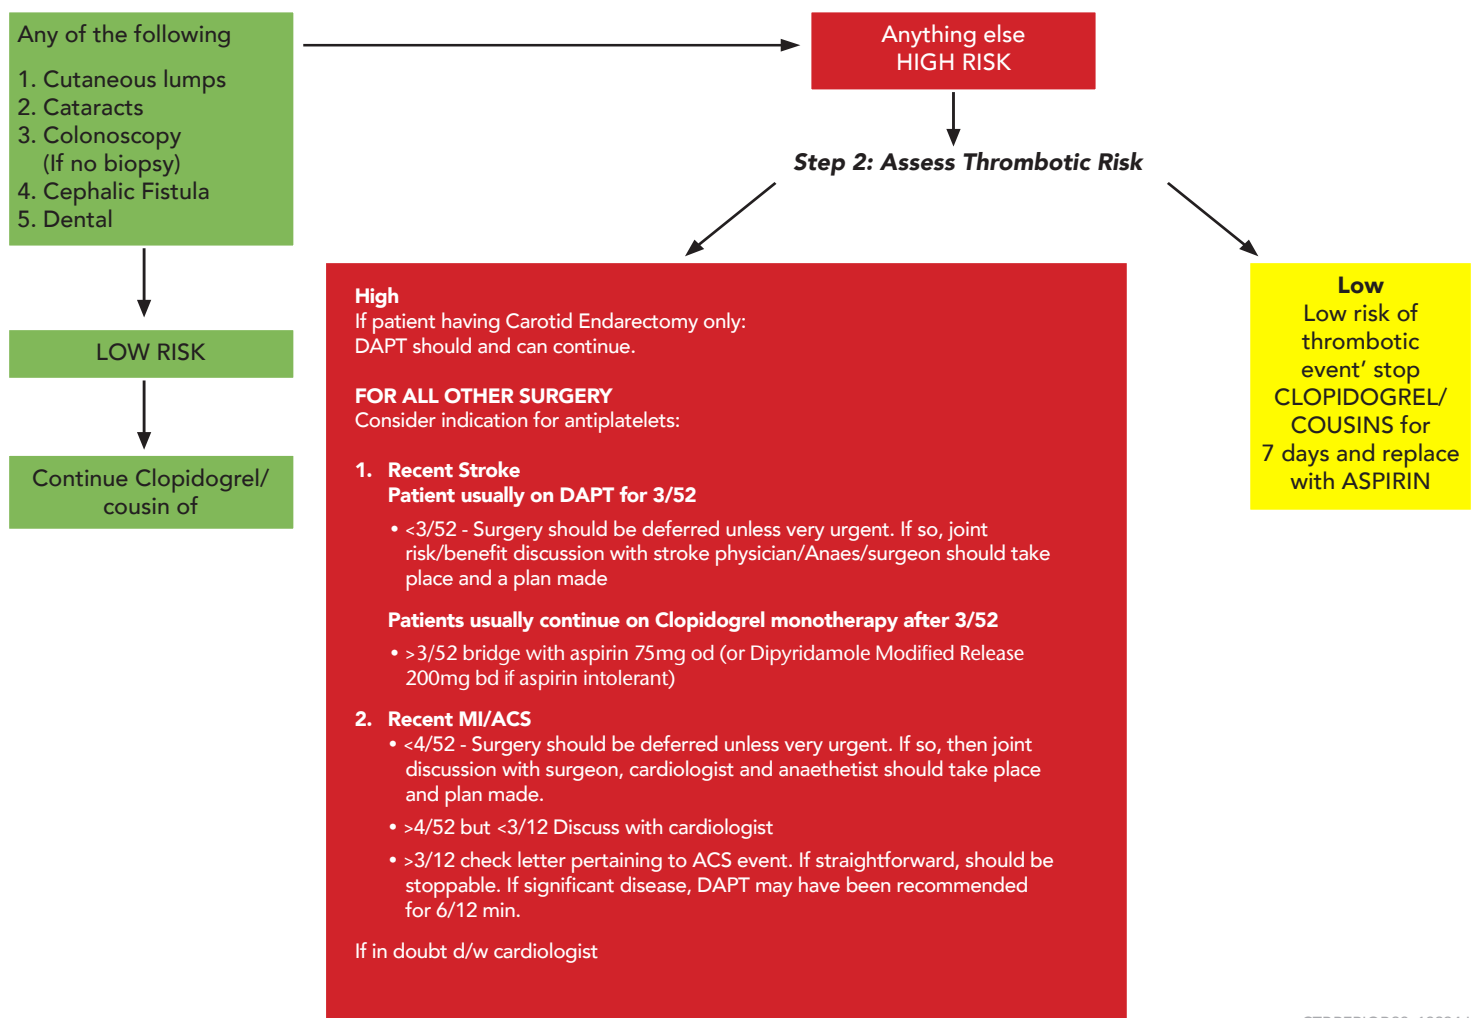 Any of the following
1. Cutaneous lumps
2. Cataracts
3. Colonoscopy
(If no biopsy)
4. Cephalic Fistula
5. Dental
LOW RISK
Continue Clopidogrel/
cousin of
Anything else
HIGH RISK
Step 2: Assess Thrombotic Risk
High
If patient having Carotid Endarectomy only:
DAPT should and can continue.
FOR ALL OTHER SURGERY
Consider indication for antiplatelets:
1. Recent Stroke
Patient usually on DAPT for 3/52
• <3/52 - Surgery should be deferred unless very urgent. If so, joint
risk/benefit discussion with stroke physician/Anaes/surgeon should take
place and a plan made
Patients usually continue on Clopidogrel monotherapy after 3/52
• >3/52 bridge with aspirin 75mg od (or Dipyridamole Modified Release
200mg bd if aspirin intolerant)
2. Recent MI/ACS
• <4/52 - Surgery should be deferred unless very urgent. If so, then joint
discussion with surgeon, cardiologist and anaethetist should take place
and plan made.
• >4/52 but <3/12 Discuss with cardiologist
• >3/12 check letter pertaining to ACS event. If straightforward, should be
stoppable. If significant disease, DAPT may have been recommended
for 6/12 min.
If in doubt d/w cardiologist
Low
Low risk of
thrombotic
event' stop
CLOPIDOGREL/
COUSINS for
7 days and replace
with ASPIRIN